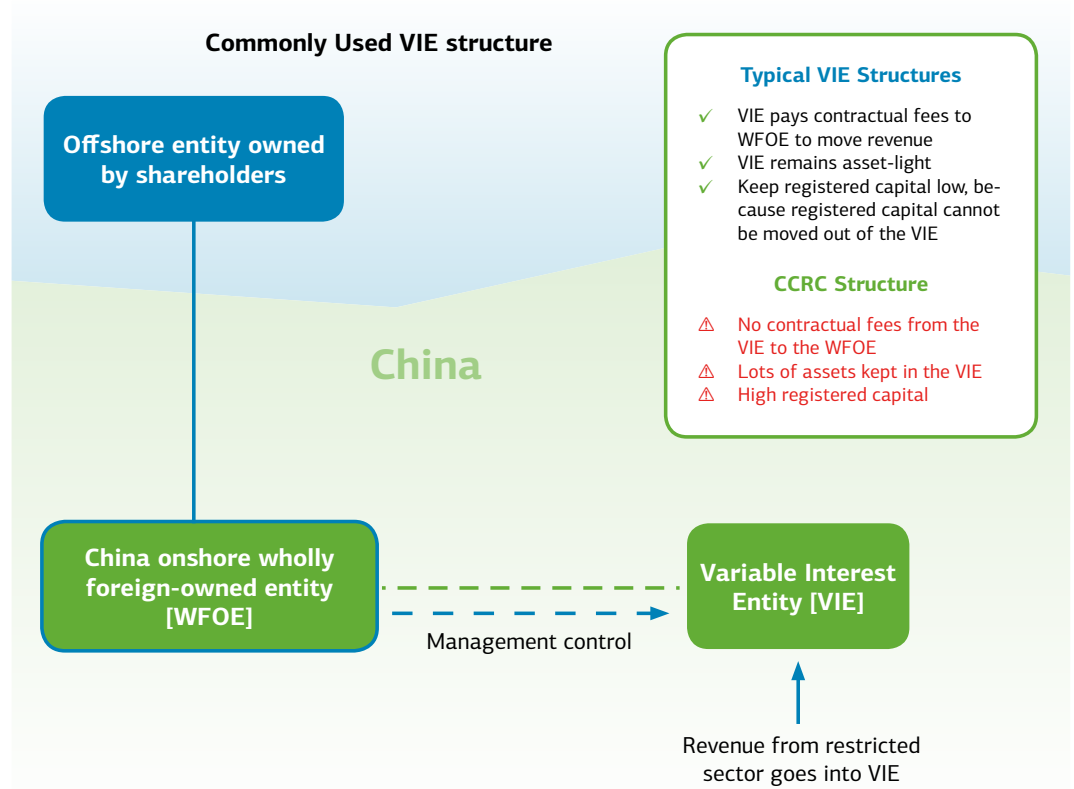 Commonly Used VIE structure
Offshore entity owned
by shareholders
Typical VIE Structures
✓ VIE pays contractual fees to
WFOE to move revenue
✓ VIE remains asset-light
✓ Keep registered capital low, be-
cause registered capital cannot
be moved out of the VIE
CCRC Structure
⚠ No contractual fees from the
VIE to the WFOE
⚠ Lots of assets kept in the VIE
⚠ High registered capital
China
China onshore wholly
foreign-owned entity
[WFOE]
Variable Interest
Entity [VIE]
Management control
Revenue from restricted
sector goes into VIE